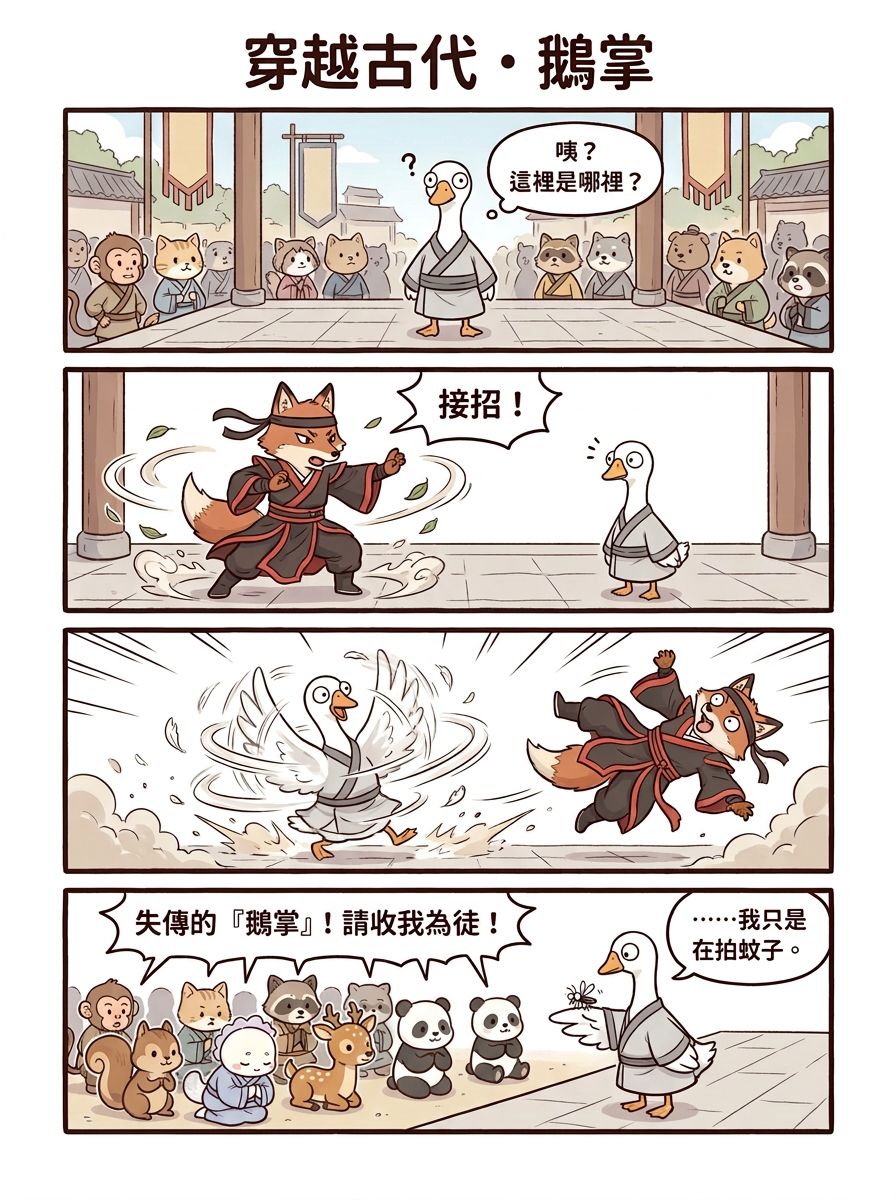 穿越古代·鵝掌
?
咦？
這裡是哪裡？
接招！
失傳的『鵝掌』！請收我為徒！
……我只是
在拍蚊子。